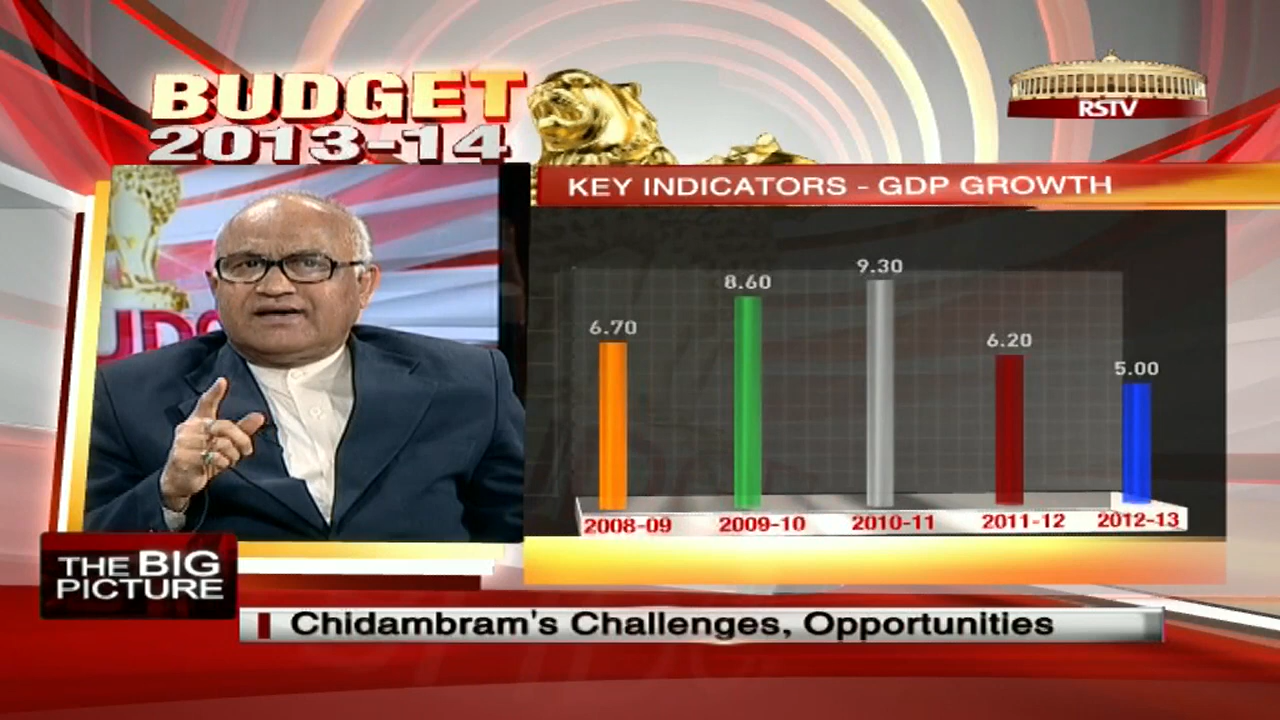 BUDGET
2013-14
RSTV
KEY INDICATORS - GDP GROWTH
6.70
8.60
9.30
6.20
5.00
2008-09
2009-10
2010-11
2011-12
2012-13
THE BIG
PICTURE
Chidambram's Challenges, Opportunities